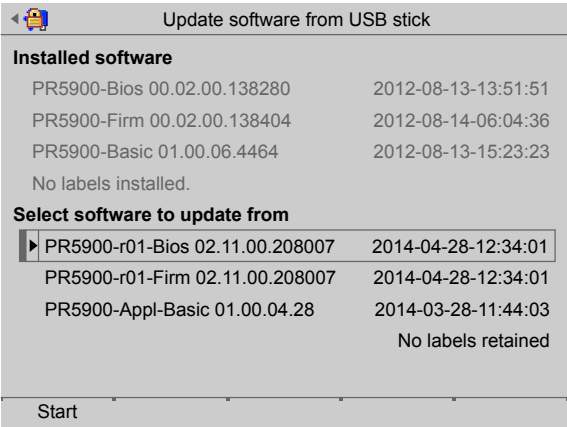 Update software from USB stick
Installed software
PR5900-Bios 00.02.00.138280 2012-08-13-13:51:51
PR5900-Firm 00.02.00.138404 2012-08-14-06:04:36
PR5900-Basic 01.00.06.4464 2012-08-13-15:23:23
No labels installed.
Select software to update from
PR5900-r01-Bios 02.11.00.208007 2014-04-28-12:34:01
PR5900-r01-Firm 02.11.00.208007 2014-04-28-12:34:01
PR5900-Appl-Basic 01.00.04.28 2014-03-28-11:44:03
No labels retained
Start